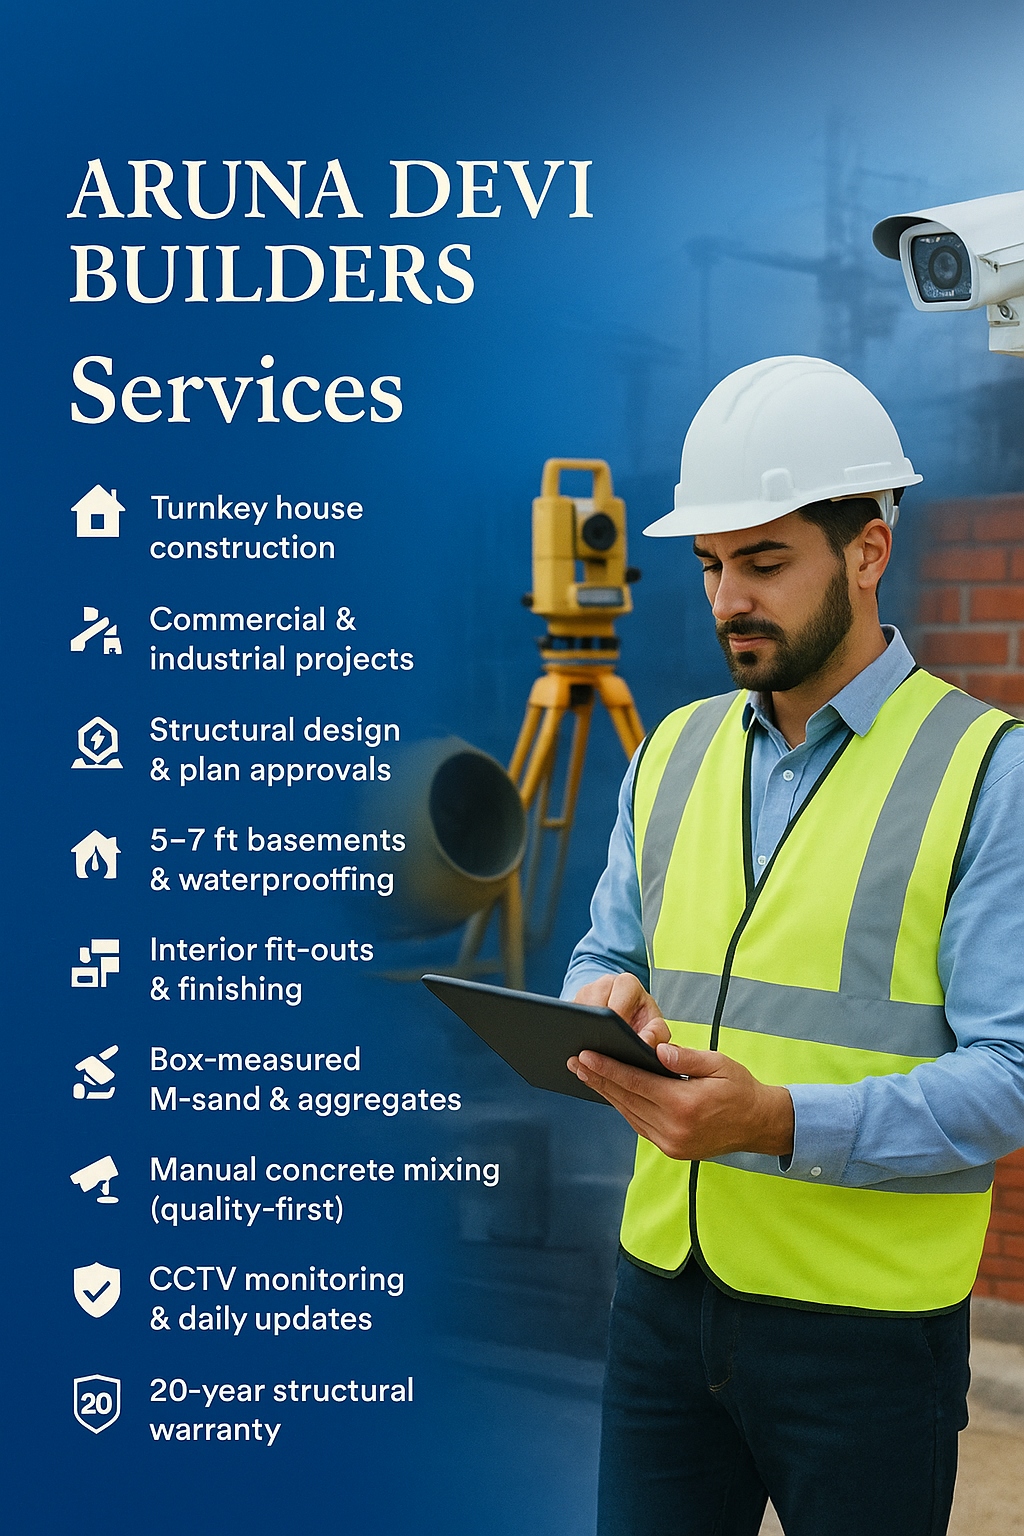 ARUNA DEVI
BUILDERS
Services
Turnkey house
construction
Commercial &
industrial projects
Structural design
& plan approvals
5–7 ft basements
& waterprooffing
Interior fit-outs
& finishing
Box-measured
M-sand & aggregates
Manual concrete mixing
(quality-first)
CCTV monitoring
& daily updates
20
20-year structural
warranty